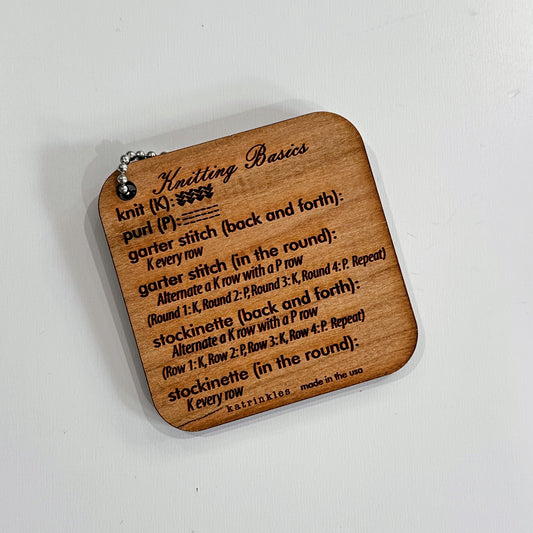 Knitting Basics
knit (K):
purl (P):
garter stitch (back and forth):
K every row
garter stitch (in the round):
Alternate a K row with a P row
(Round 1: K, Round 2: P, Round 3: K, Round 4: P. Repeat)
stockinette (back and forth):
Alternate a K row with a P row
(Row 1: K, Row 2: P, Row 3: K, Row 4: P. Repeat)
stockinette (in the round):
K every row
katrinkles made in the usa